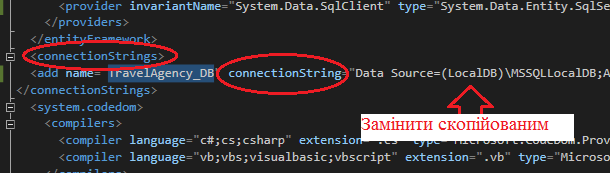 <provider invariantName="System.Data.SqlClient" type="System.Data.Entity.SqlSe
</providers>
</entityFramework>
<connectionStrings>
<add name="TravelAgency_DB" connectionString="Data Source=(LocalDB)\MSSQLLocalDB;A
</connectionStrings>
<system.codedom>
<compilers>
Замінити скопійованим
<compiler language="c#;cs;csharp" extension=".cs" type="Microsoft.CodeDom.Prov
<compiler language="vb;vbs;visualbasic;vbscript" extension=".vb" type="Microso